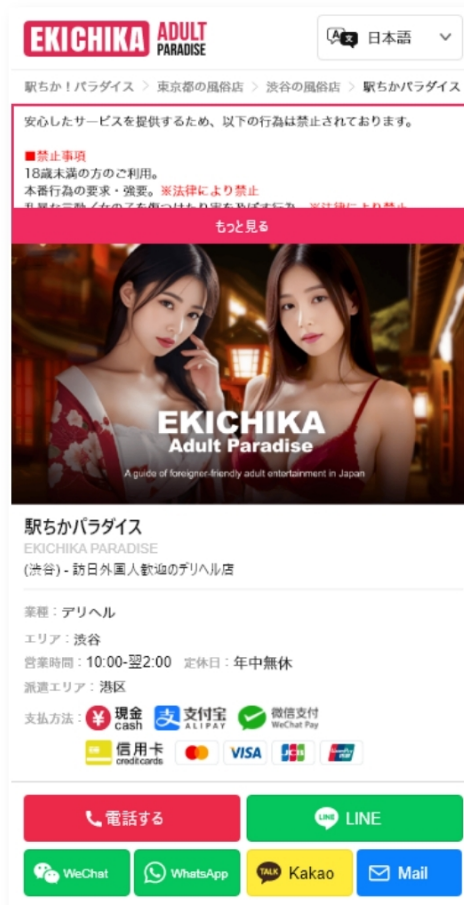 EKICHIKA ADULT PARADISE
日本語
駅ちか！パラダイス > 東京都の風俗店 > 渋谷の風俗店 > 駅ちかパラダイス
安心したサービスを提供するため、以下の行為は禁止されております。
■禁止事項
18歳未満の方のご利用。
本番行為の要求・強要。※法律により禁止
もっと見る
EKICHIKA
Adult Paradise
A guide of foreigner-friendly adult entertainment in Japan
駅ちかパラダイス
EKICHIKA PARADISE
(渋谷) - 訪日外国人歓迎のデリヘル店
業種：デリヘル
エリア：渋谷
営業時間：10:00-翌2:00 定休日：年中無休
派遣エリア：港区
支払方法：現金 cash 支 支付宝 ALIPAY 微信支付 WeChat Pay
信用卡 creditcards VISA JCB UnionPay
電話する LINE LINE
WeChat WhatsApp TALK Kakao Mail